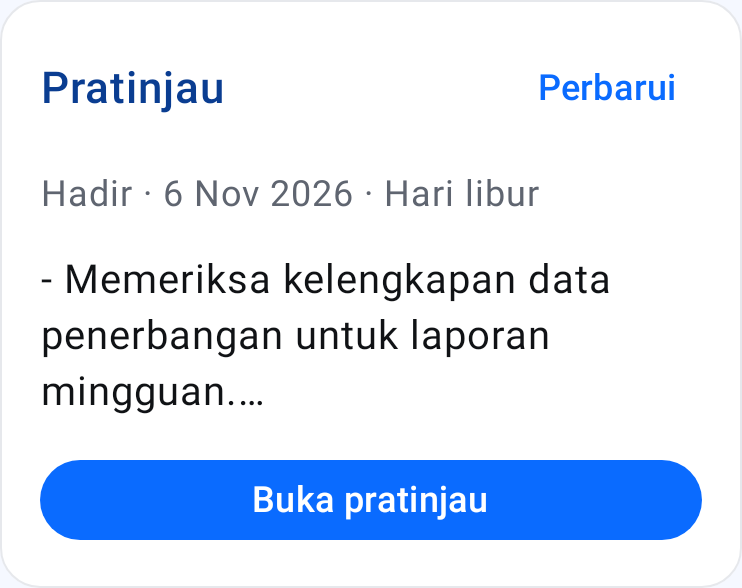 Pratinjau
Perbarui
Hadir · 6 Nov 2026 · Hari libur
- Memeriksa kelengkapan data
penerbangan untuk laporan
mingguan.…
Buka pratinjau